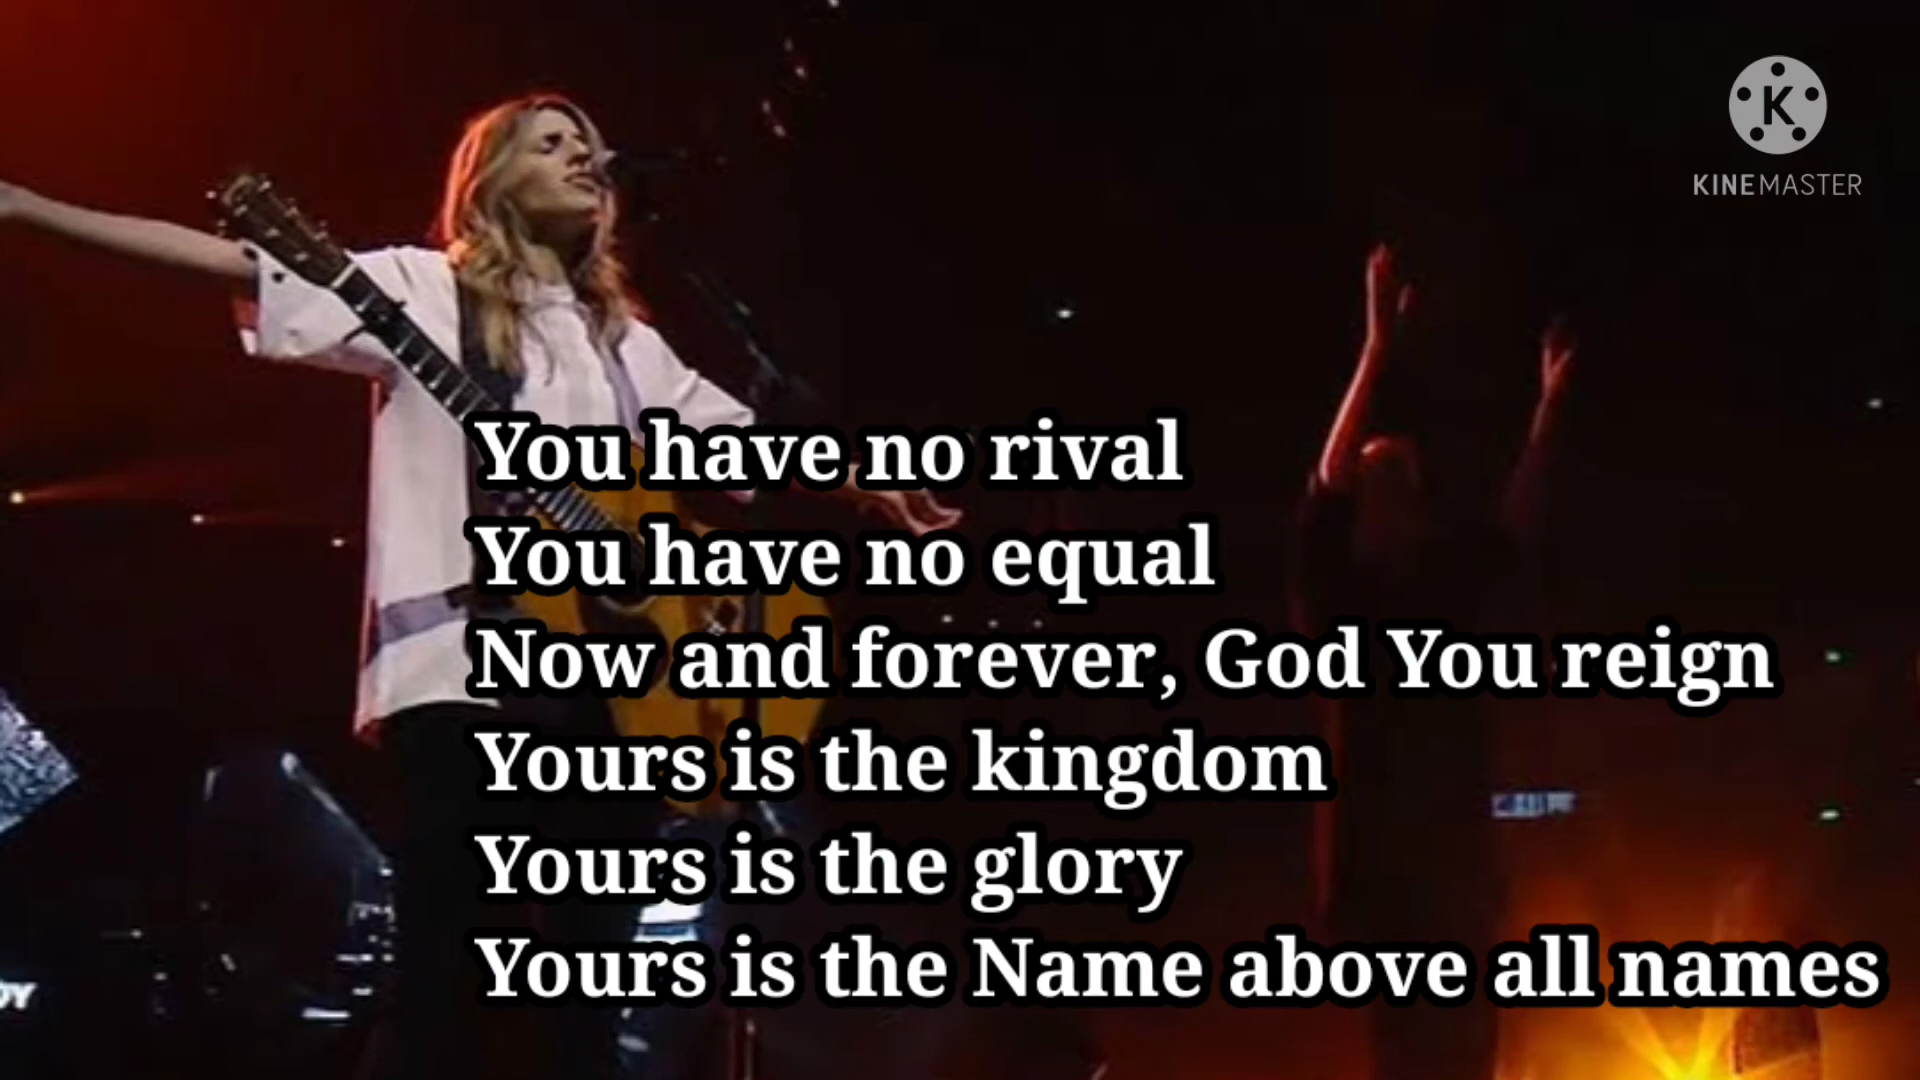 K
KINEMASTER
You have no rival
You have no equal
Now and forever, God You reign
Yours is the kingdom
Yours is the glory
Yours is the Name above all names